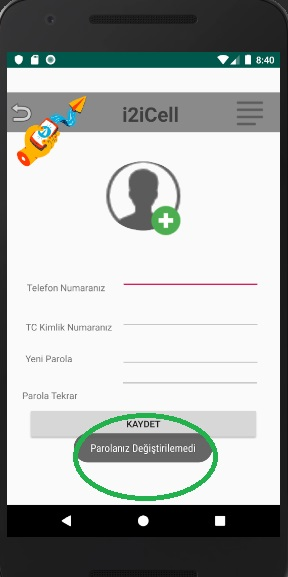 8:40
i2iCell
Telefon Numaranız
TC Kimlik Numaranız
Yeni Parola
Parola Tekrar
KAYDET
Parolanız Değiştirilemedi